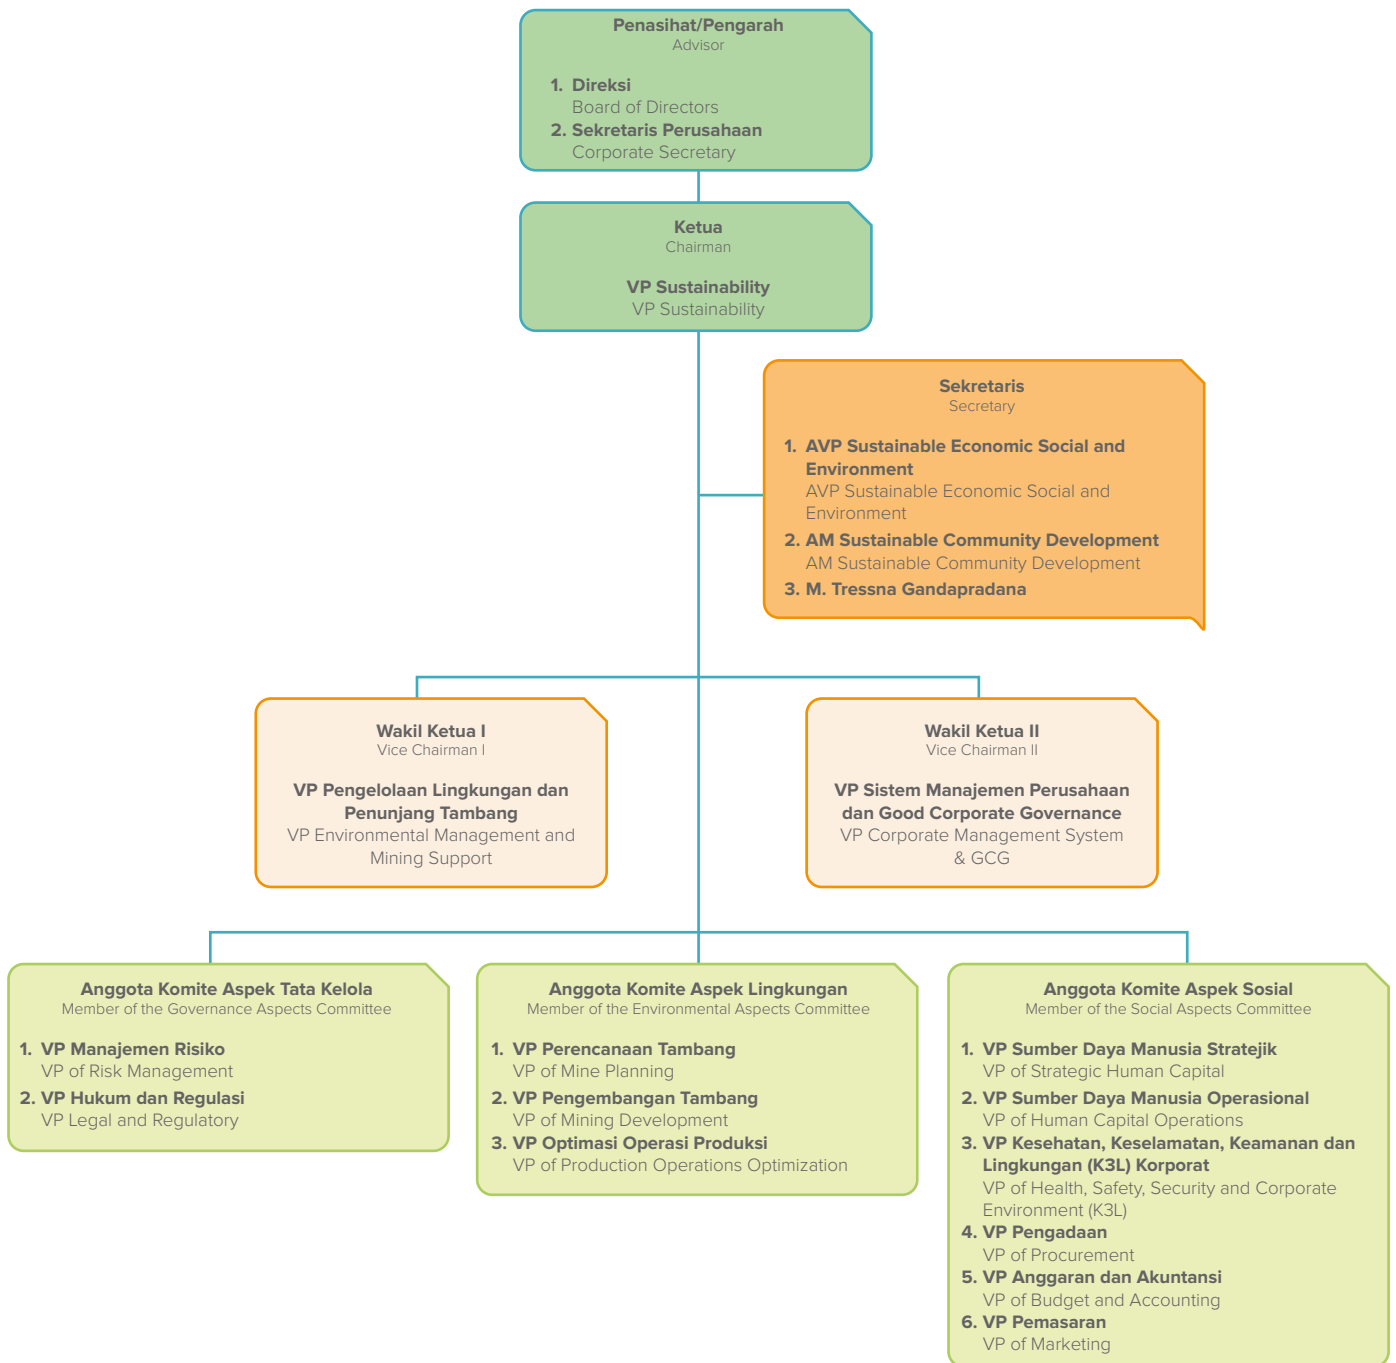 Penasihat/Pengarah
Advisor
1. Direksi
Board of Directors
2. Sekretaris Perusahaan
Corporate Secretary
Ketua
Chairman
VP Sustainability
VP Sustainability
Sekretaris
Secretary
1. AVP Sustainable Economic Social and
Environment
AVP Sustainable Economic Social and
Environment
2. AM Sustainable Community Development
AM Sustainable Community Development
3. M. Tressna Gandapradana
Wakil Ketua I
Vice Chairman I
VP Pengelolaan Lingkungan dan
Penunjang Tambang
VP Environmental Management and
Mining Support
Wakil Ketua II
Vice Chairman II
VP Sistem Manajemen Perusahaan
dan Good Corporate Governance
VP Corporate Management System
& GCG
Anggota Komite Aspek Tata Kelola
Member of the Governance Aspects Committee
1. VP Manajemen Risiko
VP of Risk Management
2. VP Hukum dan Regulasi
VP Legal and Regulatory
Anggota Komite Aspek Lingkungan
Member of the Environmental Aspects Committee
1. VP Perencanaan Tambang
VP of Mine Planning
2. VP Pengembangan Tambang
VP of Mining Development
3. VP Optimasi Operasi Produksi
VP of Production Operations Optimization
Anggota Komite Aspek Sosial
Member of the Social Aspects Committee
1. VP Sumber Daya Manusia Stratejik
VP of Strategic Human Capital
2. VP Sumber Daya Manusia Operasional
VP of Human Capital Operations
3. VP Kesehatan, Keselamatan, Keamanan dan
Lingkungan (K3L) Korporat
VP of Health, Safety, Security and Corporate
Environment (K3L)
4. VP Pengadaan
VP of Procurement
5. VP Anggaran dan Akuntansi
VP of Budget and Accounting
6. VP Pemasaran
VP of Marketing